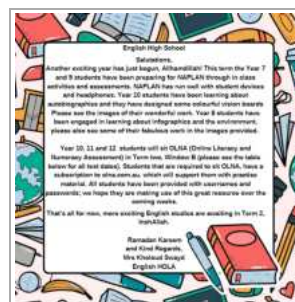 English High School
Salutations,
Another exciting year has just begun, Alhamdillah! This term the Year 7
and 9 students have been preparing for NAPLAN through in class
activities and assessments. NAPLAN has run well with student devices
and headphones. Year 10 students have been learning about
autobiographies and they have designed some colourful vision boards
Please see the images of their wonderful work. Year 8 students have
been engaged in learning about infographics and the environment,
please also see some of their fabulous work in the images provided.
Year 10, 11 and 12 students will sit OLNA (Online Literacy and
Numeracy Assessment) in Term two, Window B (please see the table
below for all test dates). Students that are required to sit OLNA, have a
subscription to olna.com.au, which will support them with practise
material. All students have been provided with usernames and
passwords; we hope they are making use of this great resource over the
coming weeks.
That's all for now, more exciting English studies are awaiting in Term 2,
InshAllah.
Ramadan Kareem
and Kind Regards,
Mrs Khouloud Swayd
English HOLA